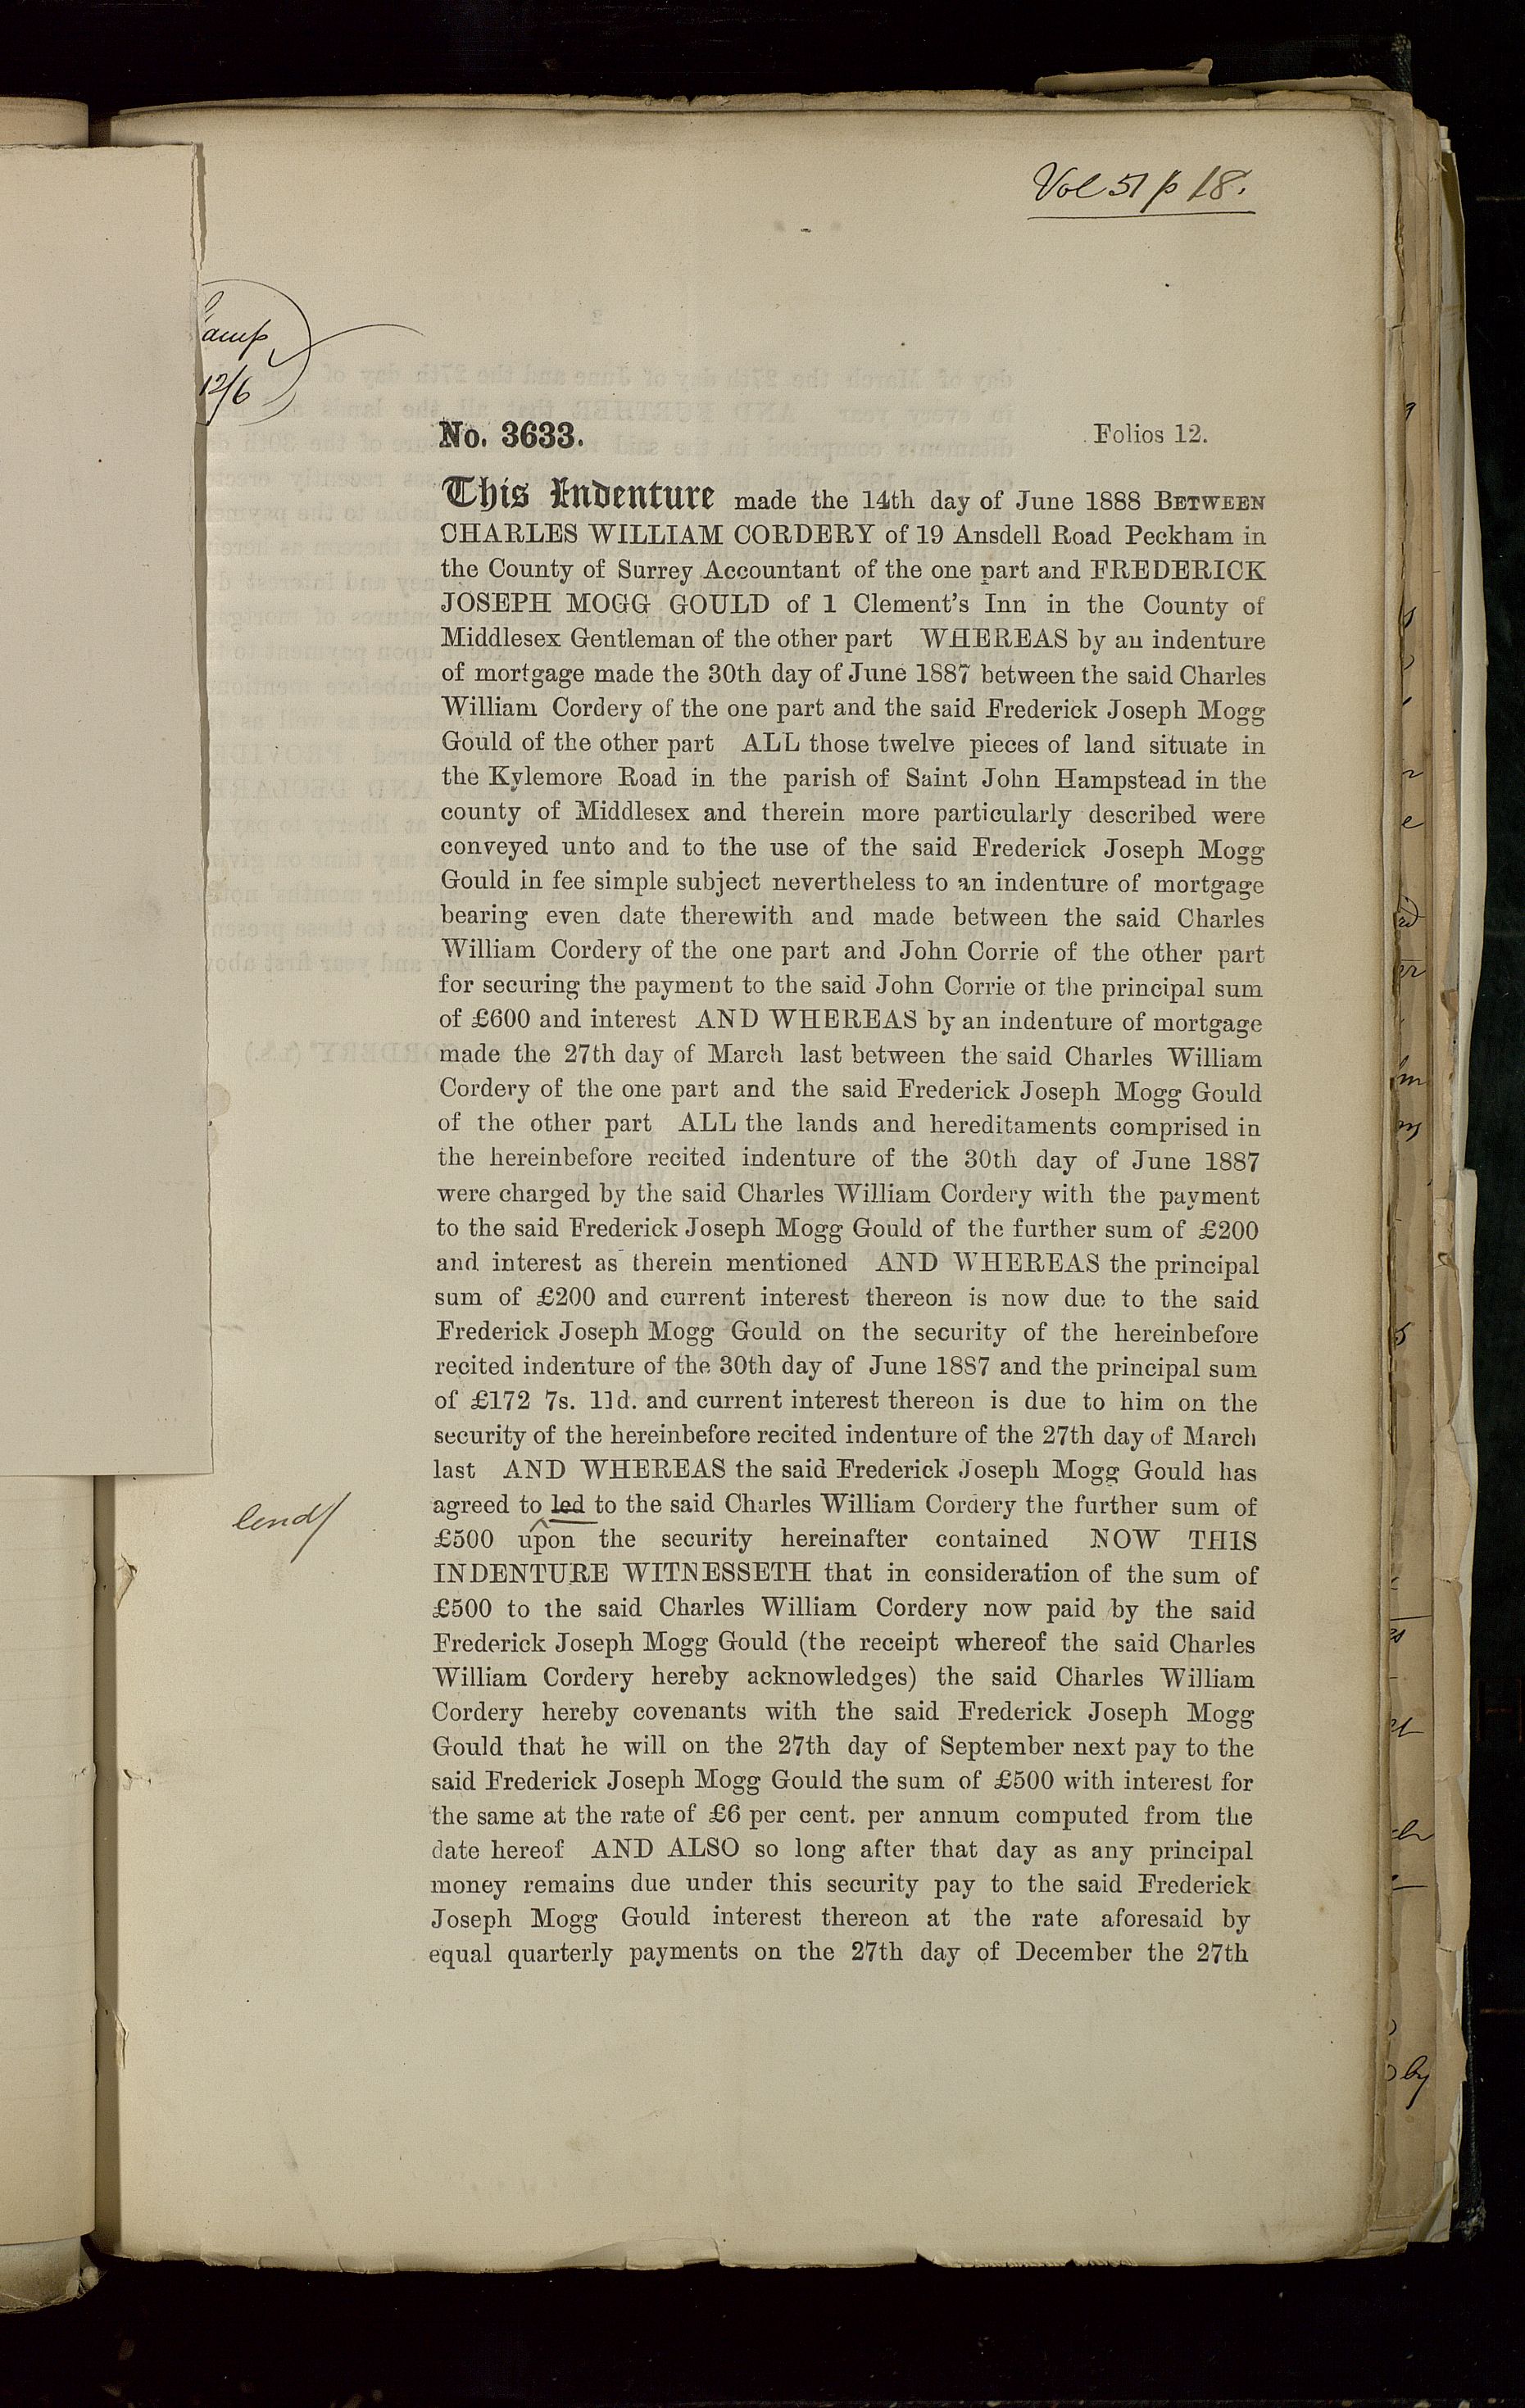 Vol 51 p 18.
amp
12/6
No. 3633.
Folios 12.
This Indenture made the 14th day of June 1888 BETWEEN
CHARLES WILLIAM CORDERY of 19 Ansdell Road Peckham in
the County of Surrey Accountant of the one part and FREDERICK
JOSEPH MOGG GOULD of 1 Clement's Inn in the County of
Middlesex Gentleman of the other part WHEREAS by an indenture
of mortgage made the 30th day of June 1887 between the said Charles
William Cordery of the one part and the said Frederick Joseph Mogg
Gould of the other part ALL those twelve pieces of land situate in
the Kylemore Road in the parish of Saint John Hampstead in the
county of Middlesex and therein more particularly described were
conveyed unto and to the use of the said Frederick Joseph Mogg
Gould in fee simple subject nevertheless to an indenture of mortgage
bearing even date therewith and made between the said Charles
William Cordery of the one part and John Corrie of the other part
for securing the payment to the said John Corrie of the principal sum
of £600 and interest AND WHEREAS by an indenture of mortgage
made the 27th day of March last between the said Charles William
Cordery of the one part and the said Frederick Joseph Mogg Gould
of the other part ALL the lands and hereditaments comprised in
the hereinbefore recited indenture of the 30th day of June 1887
were charged by the said Charles William Cordery with the payment
to the said Frederick Joseph Mogg Gould of the further sum of £200
and interest as therein mentioned AND WHEREAS the principal
sum of £200 and current interest thereon is now due to the said
Frederick Joseph Mogg Gould on the security of the hereinbefore
recited indenture of the 30th day of June 1887 and the principal sum
of £172 7s. 11d. and current interest thereon is due to him on the
security of the hereinbefore recited indenture of the 27th day of March
last AND WHEREAS the said Frederick Joseph Mogg Gould has
lend/
agreed to led to the said Charles William Cordery the further sum of
£500 upon the security hereinafter contained NOW THIS
INDENTURE WITNESSETH that in consideration of the sum of
£500 to the said Charles William Cordery now paid by the said
Frederick Joseph Mogg Gould (the receipt whereof the said Charles
William Cordery hereby acknowledges) the said Charles William
Cordery hereby covenants with the said Frederick Joseph Mogg
Gould that he will on the 27th day of September next pay to the
said Frederick Joseph Mogg Gould the sum of £500 with interest for
the same at the rate of £6 per cent. per annum computed from the
date hereof AND ALSO so long after that day as any principal
money remains due under this security pay to the said Frederick
Joseph Mogg Gould interest thereon at the rate aforesaid by
equal quarterly payments on the 27th day of December the 27th
by